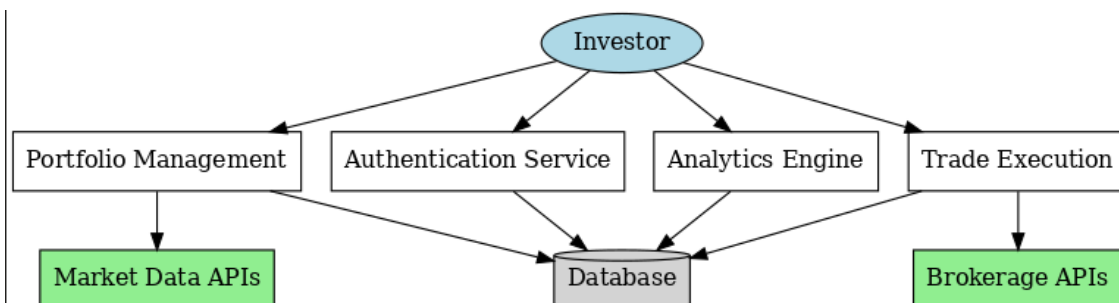 Investor
Portfolio Management
Authentication Service
Analytics Engine
Trade Execution
Market Data APIs
Database
Brokerage APIs